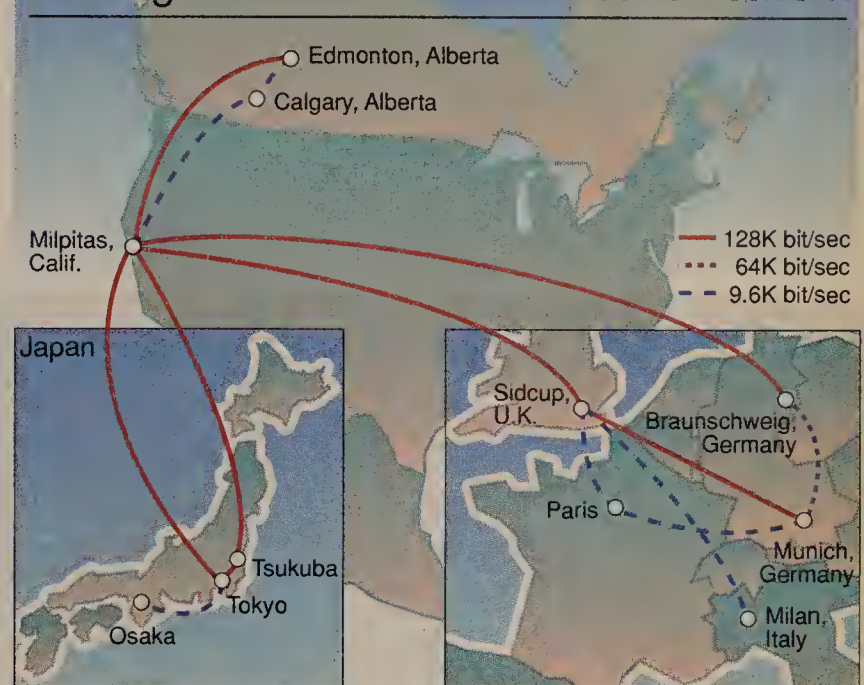 Edmonton, Alberta
Calgary, Alberta
Milpitas,
Calif.
128K bit/sec
64K bit/sec
9.6K bit/sec
Japan
Tsukuba
Tokyo
Osaka
Sidcup,
U.K.
Braunschweig,
Germany
Paris
Munich,
Germany
Milan,
Italy